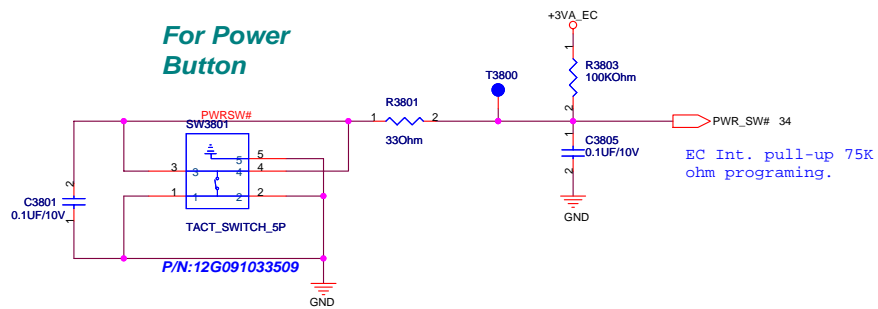 For Power
Button
+3VA_EC
1
R3803
100KOhm
2
T3800
PWRSW#
SW3801
1
R3801
2
33Ohm
PWR_SW# 34
1
C3805
0.1UF/10V
2
GND
EC Int. pull-up 75K
ohm programing.
5
5
3
3
4
4
1
1
2
2
2
C3801
0.1UF/10V
1
TACT_SWITCH_5P
P/N:12G091033509
GND